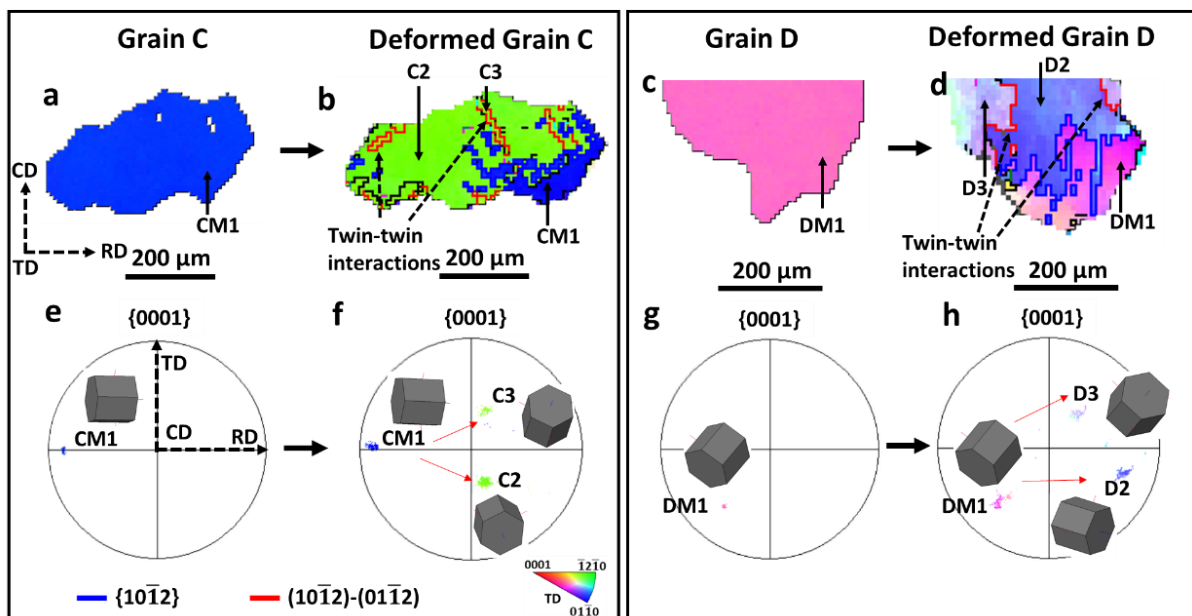 Grain C
Deformed Grain C
a
b
C2
C3
CD
TD
RD
CM1
CM1
200 µm
Twin-twin
interactions
200 µm
Grain D
Deformed Grain D
c
d
D2
DM1
D3
DM1
200 µm
Twin-twin
interactions
200 µm
e
{0001}
TD
CM1
CD
RD
f
{0001}
C3
CM1
C2
g
{0001}
DM1
h
{0001}
D3
DM1
D2
{101̄2}
(101̄2)-(011̄2)
0001
1̄21̄0
TD
011̄0